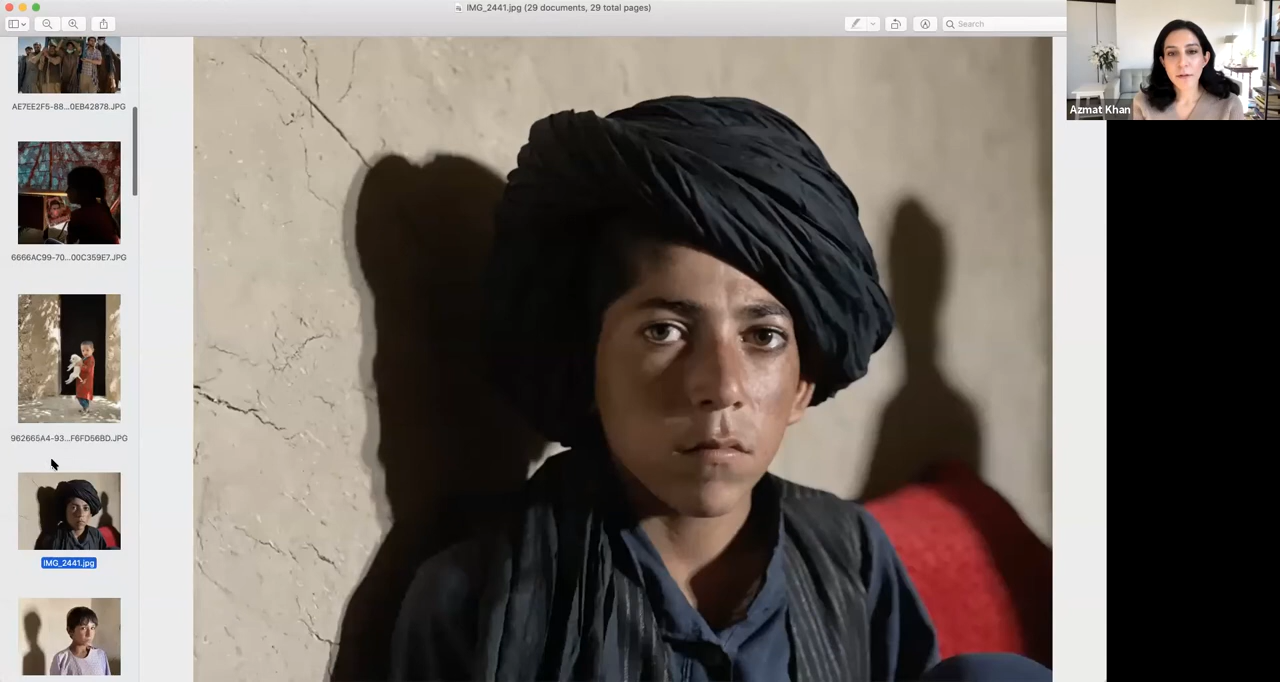 IMG_2441.jpg (29 documents, 29 total pages)
Search
Azmat Khan
AE7EE2F5-88...0EB42878.JPG
6666AC99-70...00C359E7.JPG
962665A4-93...F6FD56BD.JPG
IMG_2441.jpg